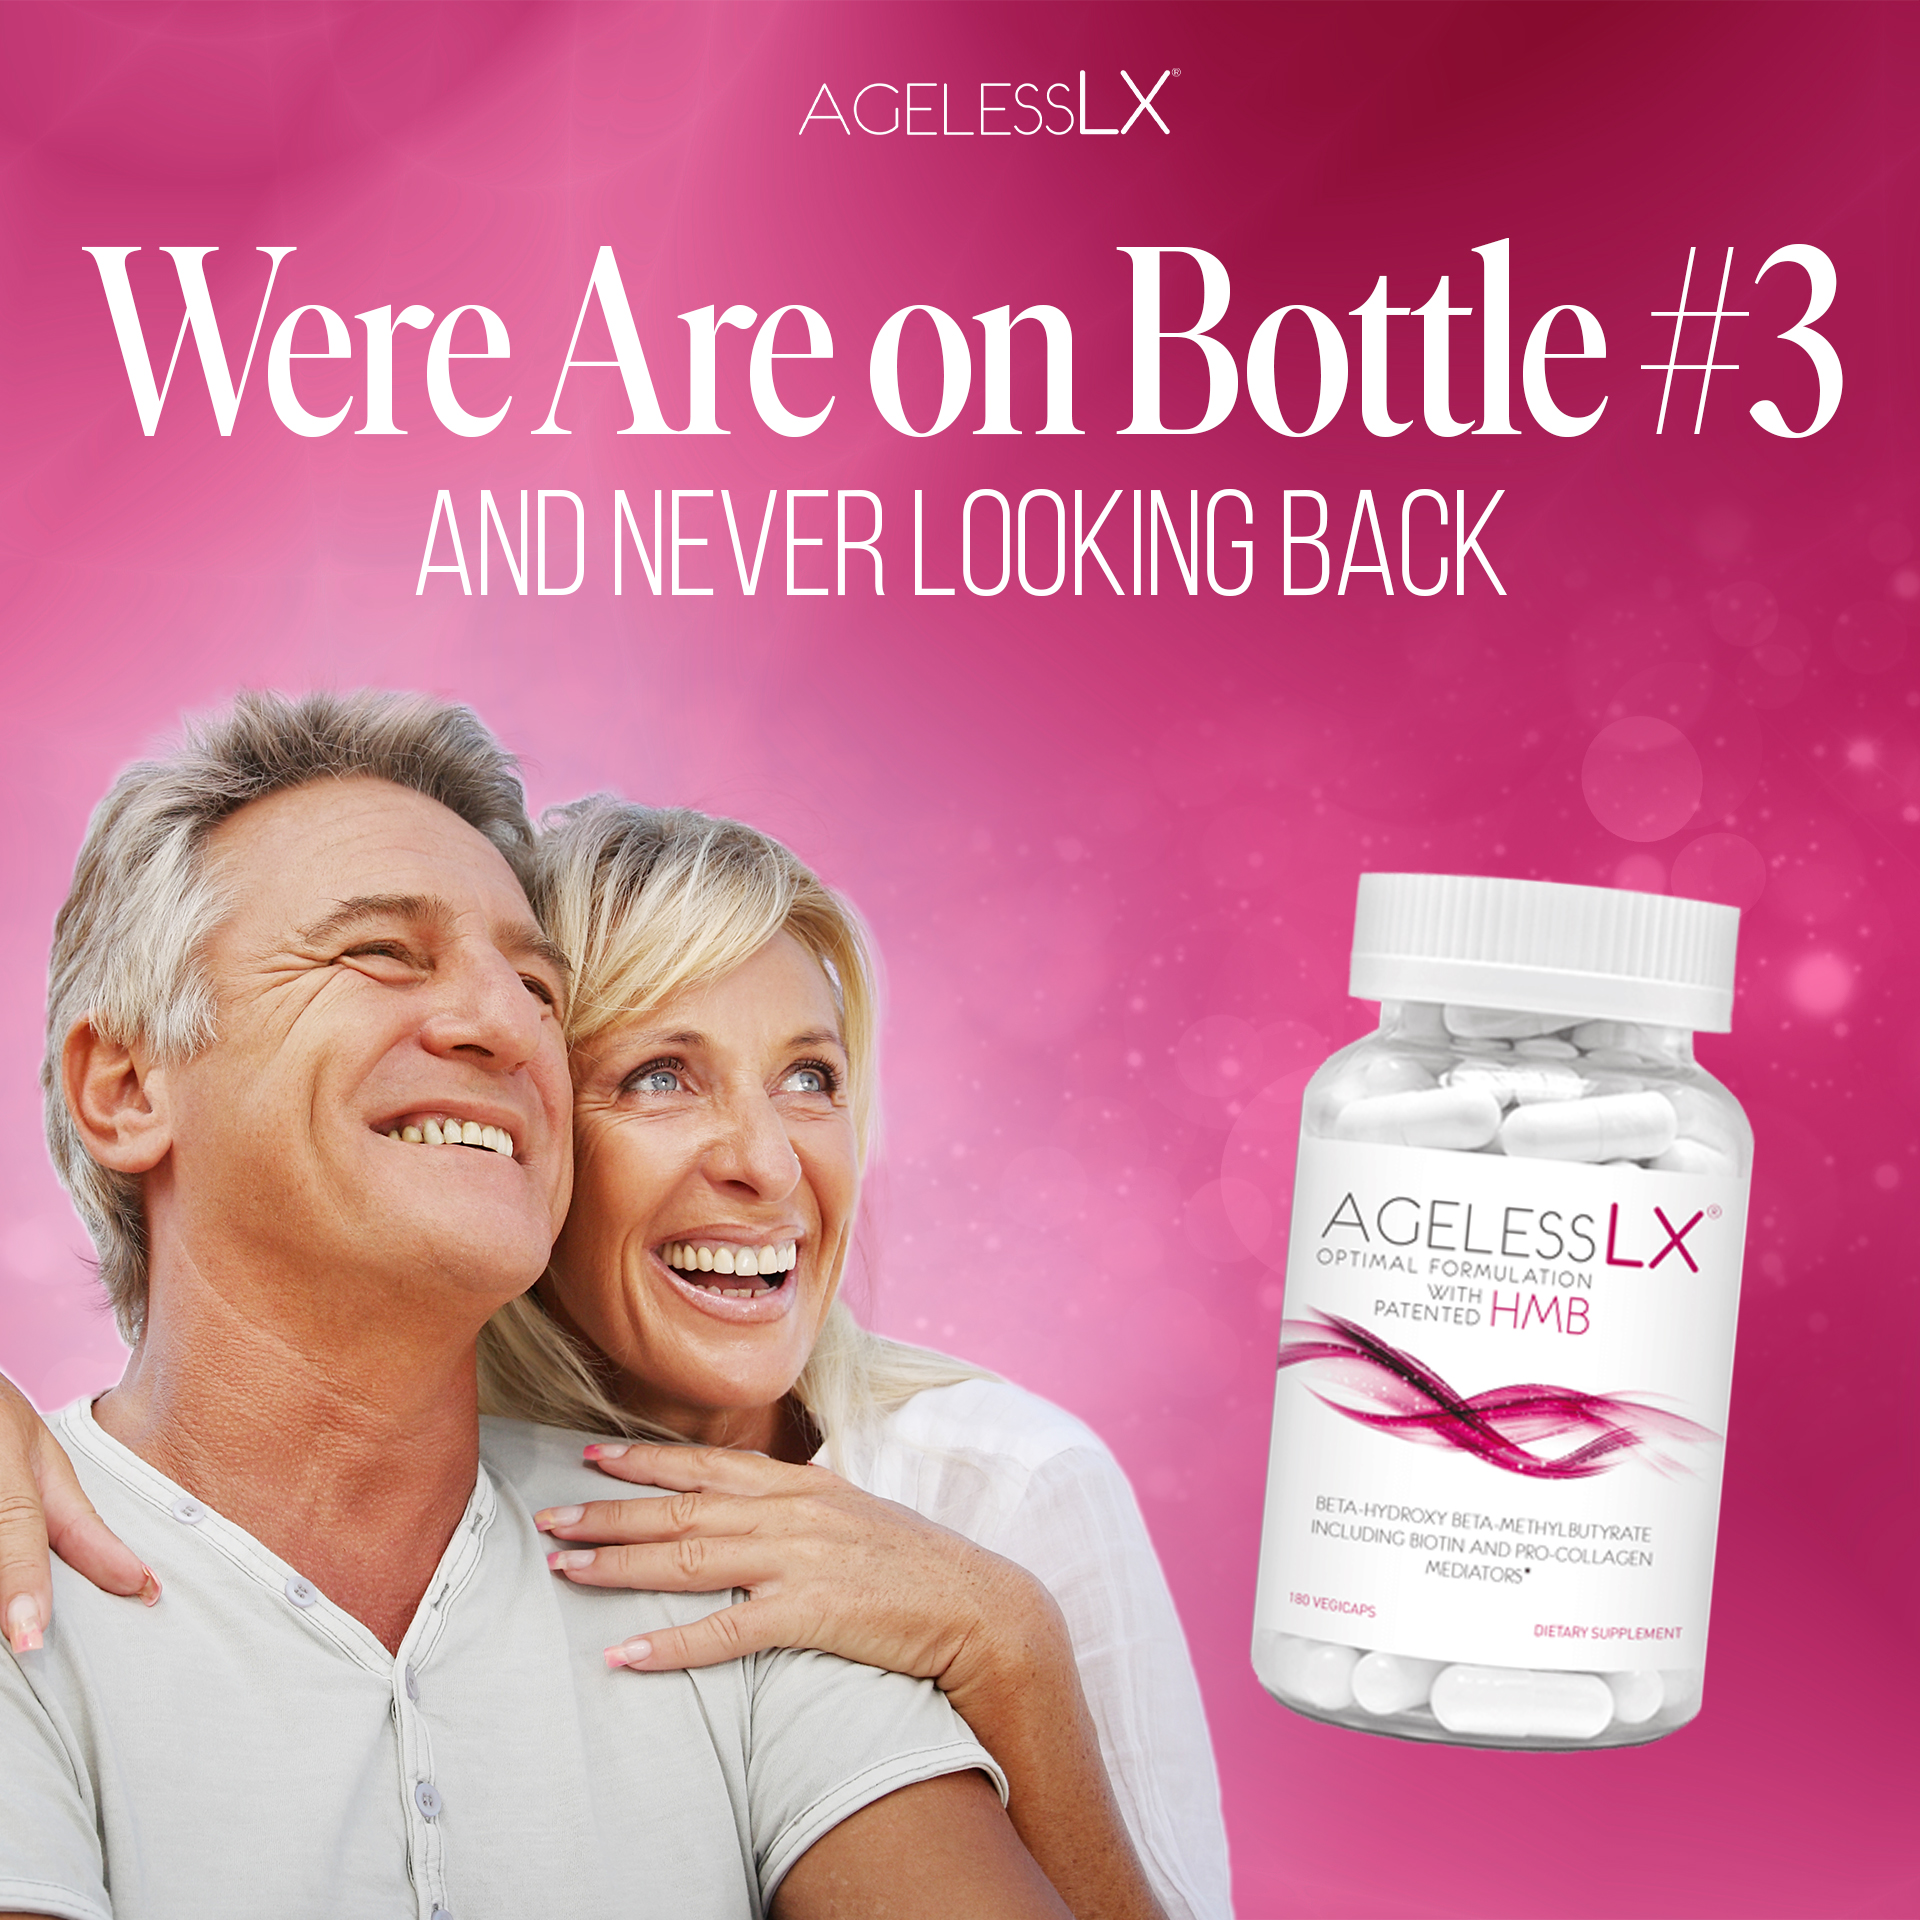 AGELESSLX®
Were Are on Bottle #3
AND NEVER LOOKING BACK
AGELESSLX®
OPTIMAL FORMULATION
WITH
PATENTED HMB
BETA-HYDROXY BETA-METHYLBUTYRATE
INCLUDING BIOTIN AND PRO-COLLAGEN
MEDIATORS*
180 VEGICAPS
DIETARY SUPPLEMENT